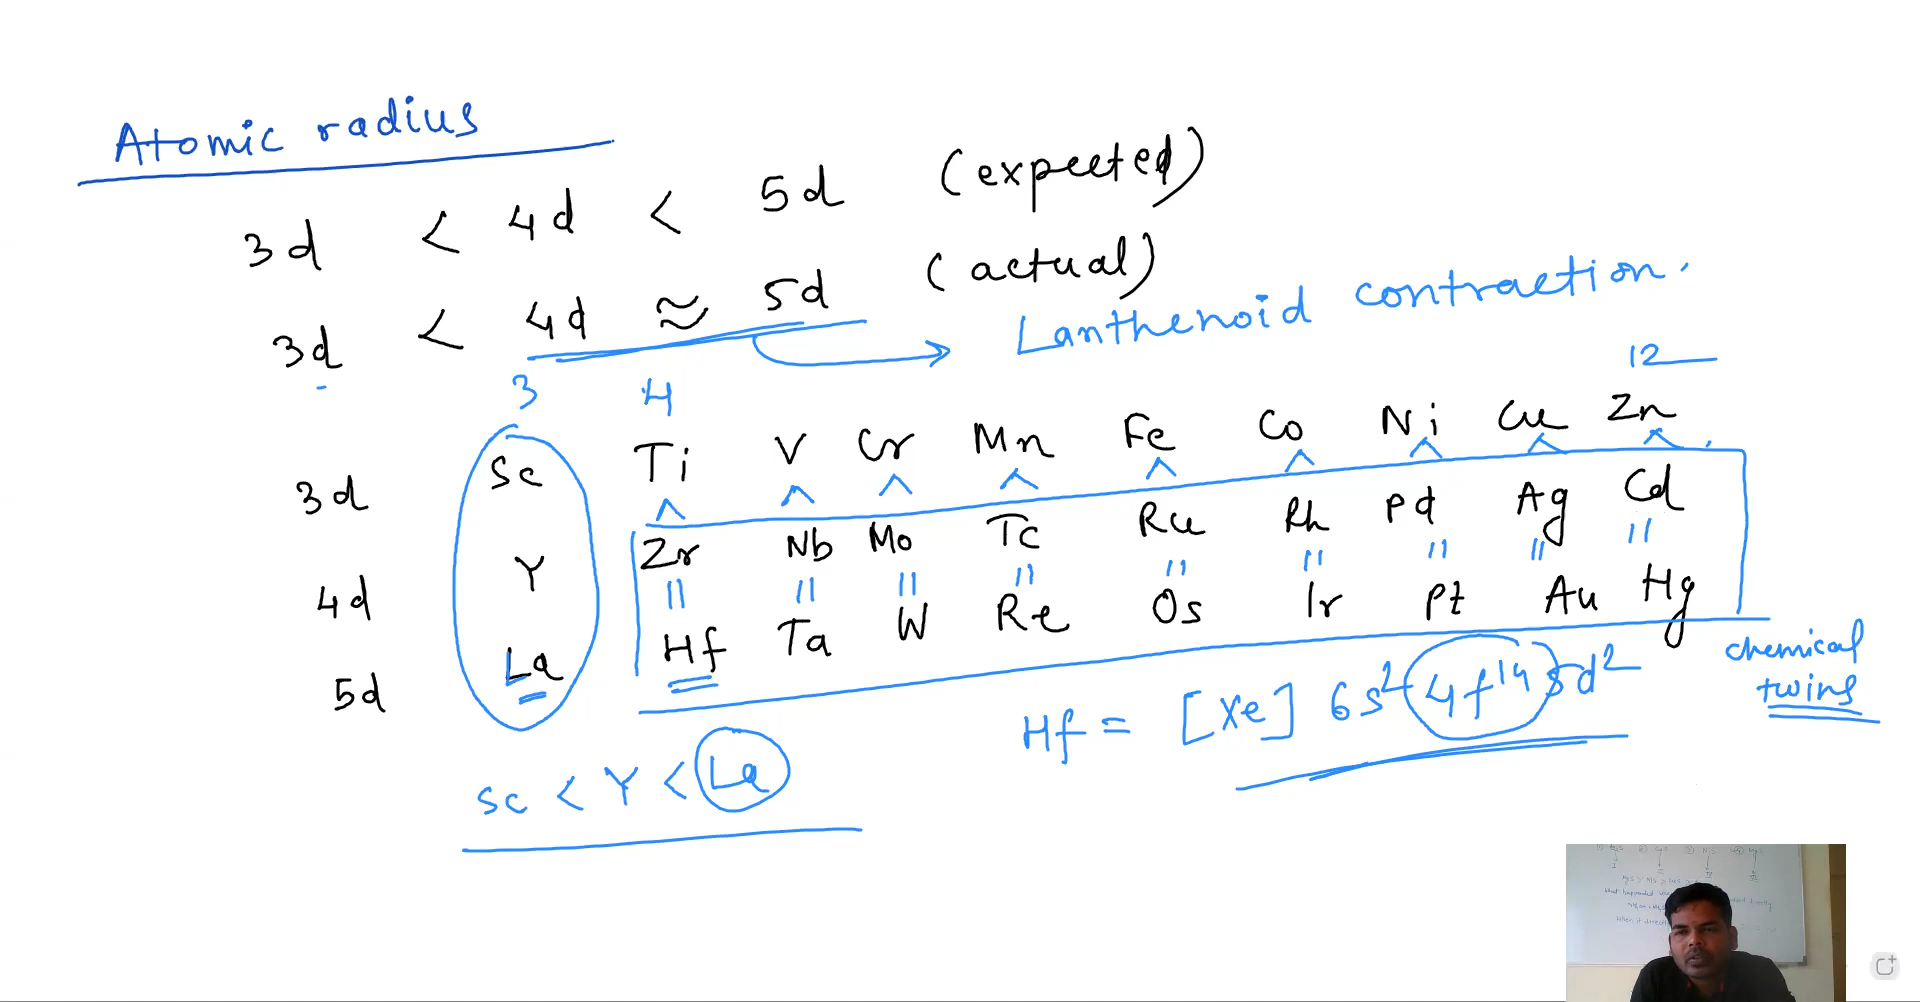 Atomic radius
3d < 4d < 5d (expected)
3d < 4d ≈ 5d (actual)
Lanthenoid contraction.
3 4 12
3d Sc Ti V Cr Mn Fe Co Ni Cu Zn
^ ^ ^ ^ ^ ^ ^ ^ ^
4d Y Zr Nb Mo Tc Ru Rh Pd Ag Cd
= = = = = = = = =
5d La Hf Ta W Re Os Ir Pt Au Hg
chemical
twins
Hf = [Xe] 6s² 4f¹⁴ 5d²
Sc < Y < La